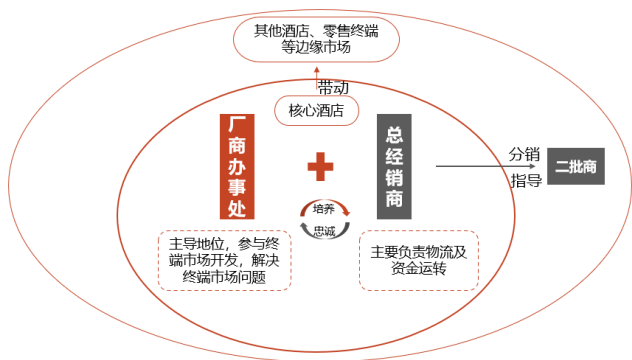 其他酒店、零售终端
等边缘市场
带动
核心酒店
厂商办事处
总经销商
分销
指导
二批商
培养
忠诚
主导地位，参与终
端市场开发，解决
终端市场问题
主要负责物流及
资金运转